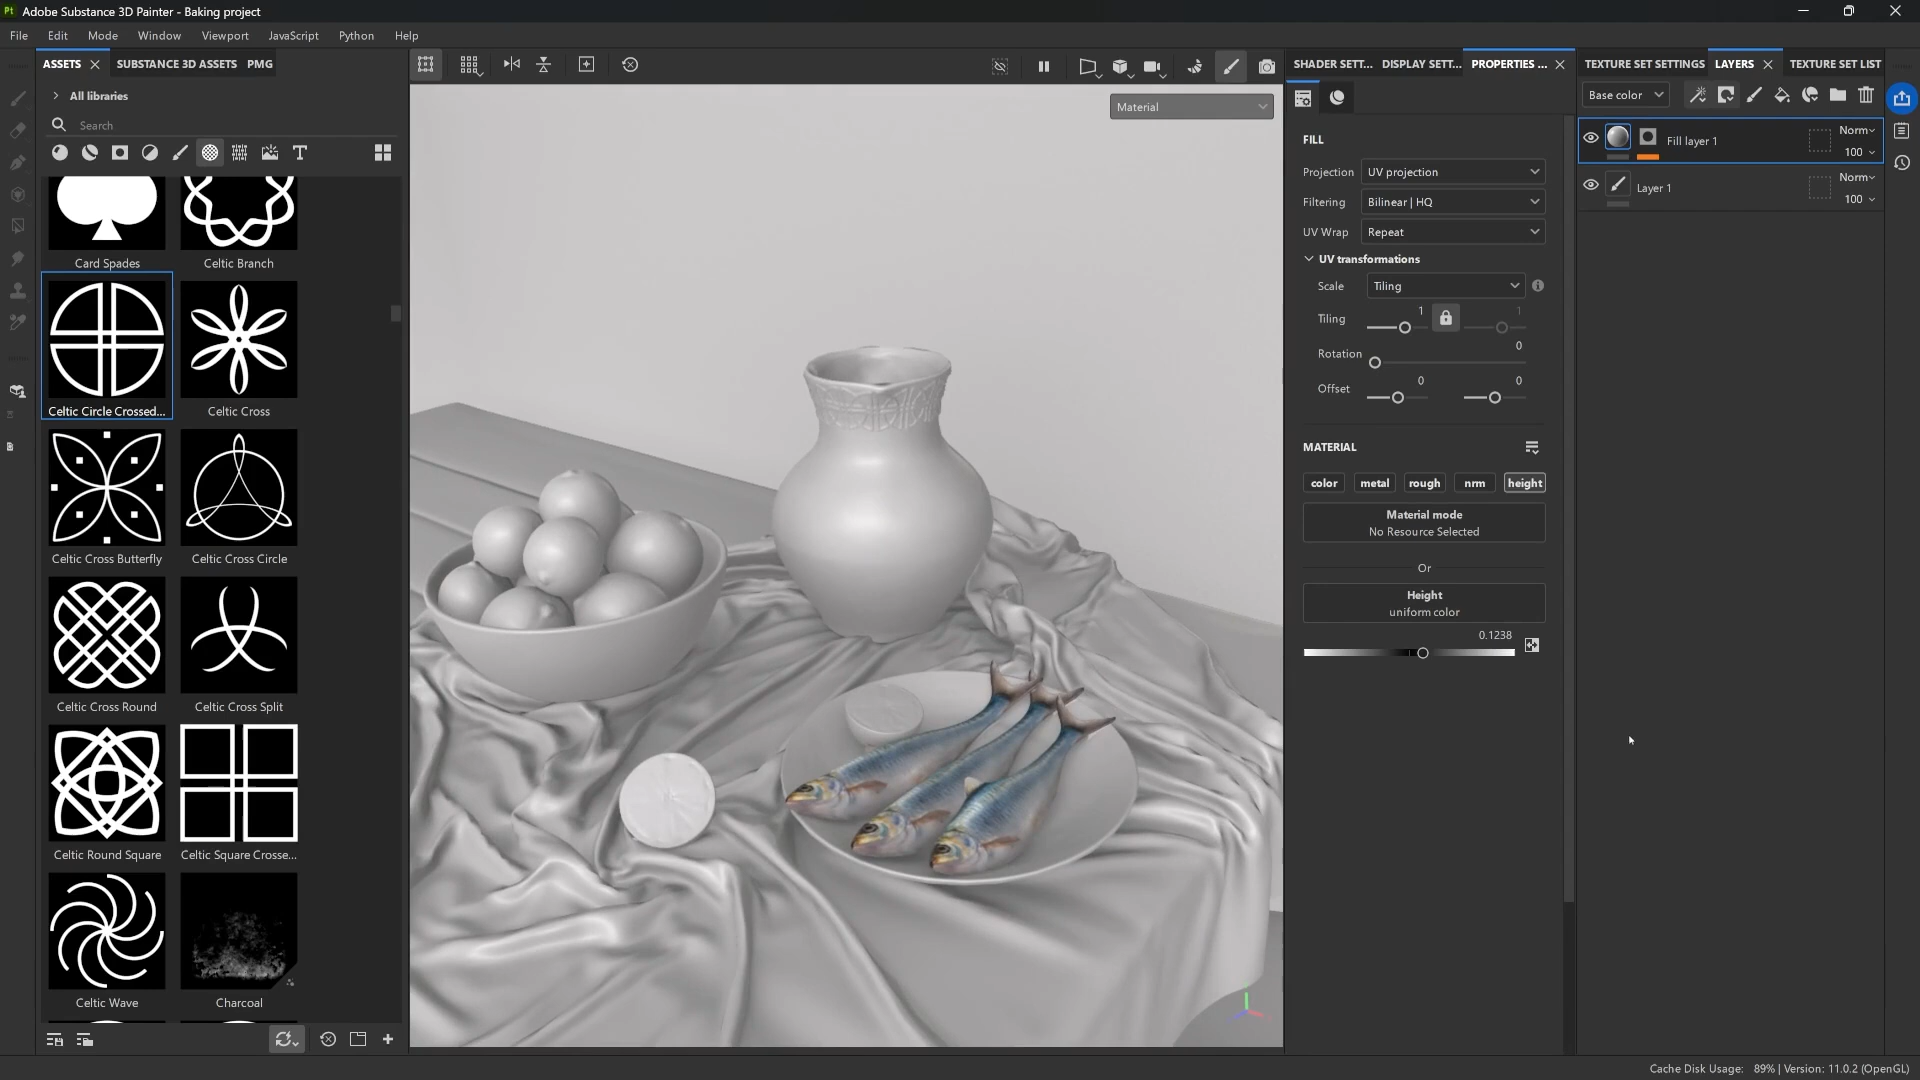 Pt Adobe Substance 3D Painter - Baking project
File Edit Mode Window Viewport JavaScript Python Help
ASSETS SUBSTANCE 3D ASSETS PMG
All libraries
Search
Card Spades Celtic Branch
Celtic Circle Crossed... Celtic Cross
Celtic Cross Butterfly Celtic Cross Circle
Celtic Cross Round Celtic Cross Split
Celtic Round Square Celtic Square Crosse...
Celtic Wave Charcoal
Material
SHADER SETT... DISPLAY SETT... PROPERTIES ...
FILL
Projection UV projection
Filtering Bilinear | HQ
UV Wrap Repeat
UV transformations
Scale Tiling
Tiling 1 1
Rotation 0
Offset 0 0
MATERIAL
color metal rough nrm height
Material mode
No Resource Selected
Or
Height
uniform color
0.1238
TEXTURE SET SETTINGS LAYERS TEXTURE SET LIST
Base color
Fill layer 1 Norm 100
Layer 1 Norm 100
Cache Disk Usage: 89% | Version: 11.0.2 (OpenGL)